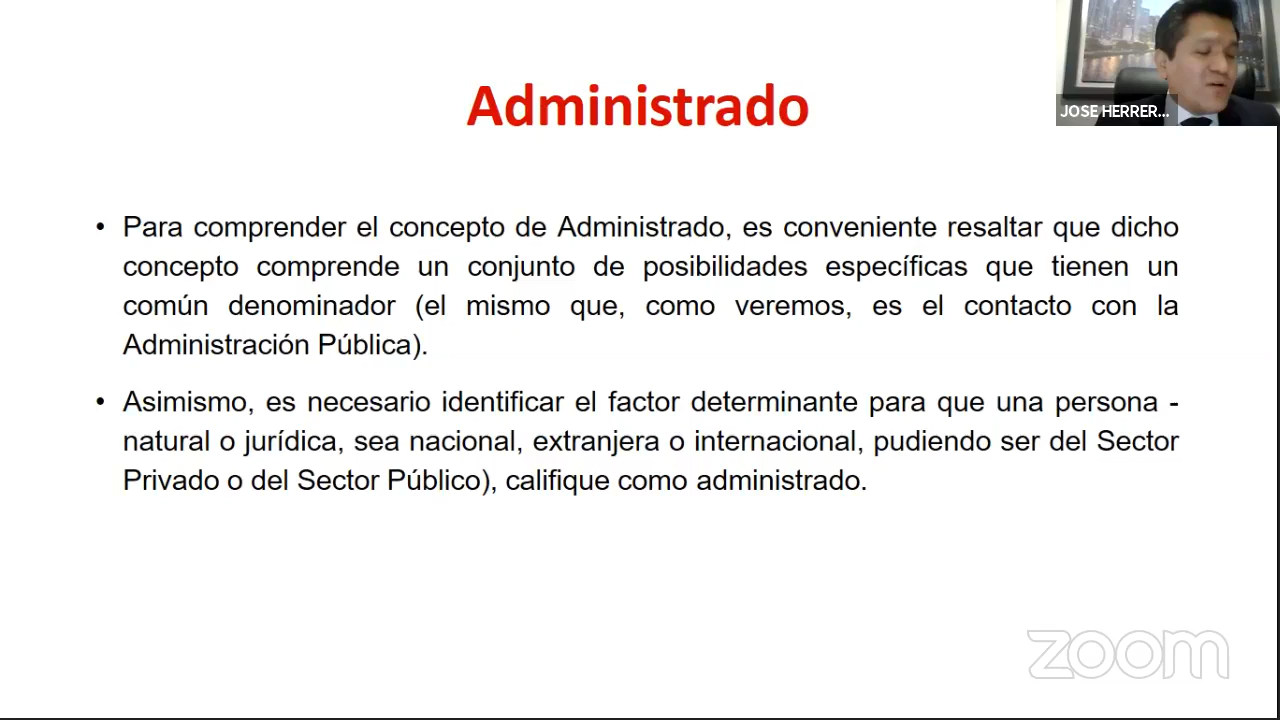 JOSE HERRER...
Administrado
• Para comprender el concepto de Administrado, es conveniente resaltar que dicho
concepto comprende un conjunto de posibilidades específicas que tienen un
común denominador (el mismo que, como veremos, es el contacto con la
Administración Pública).
• Asimismo, es necesario identificar el factor determinante para que una persona -
natural o jurídica, sea nacional, extranjera o internacional, pudiendo ser del Sector
Privado o del Sector Público), califique como administrado.
zoom